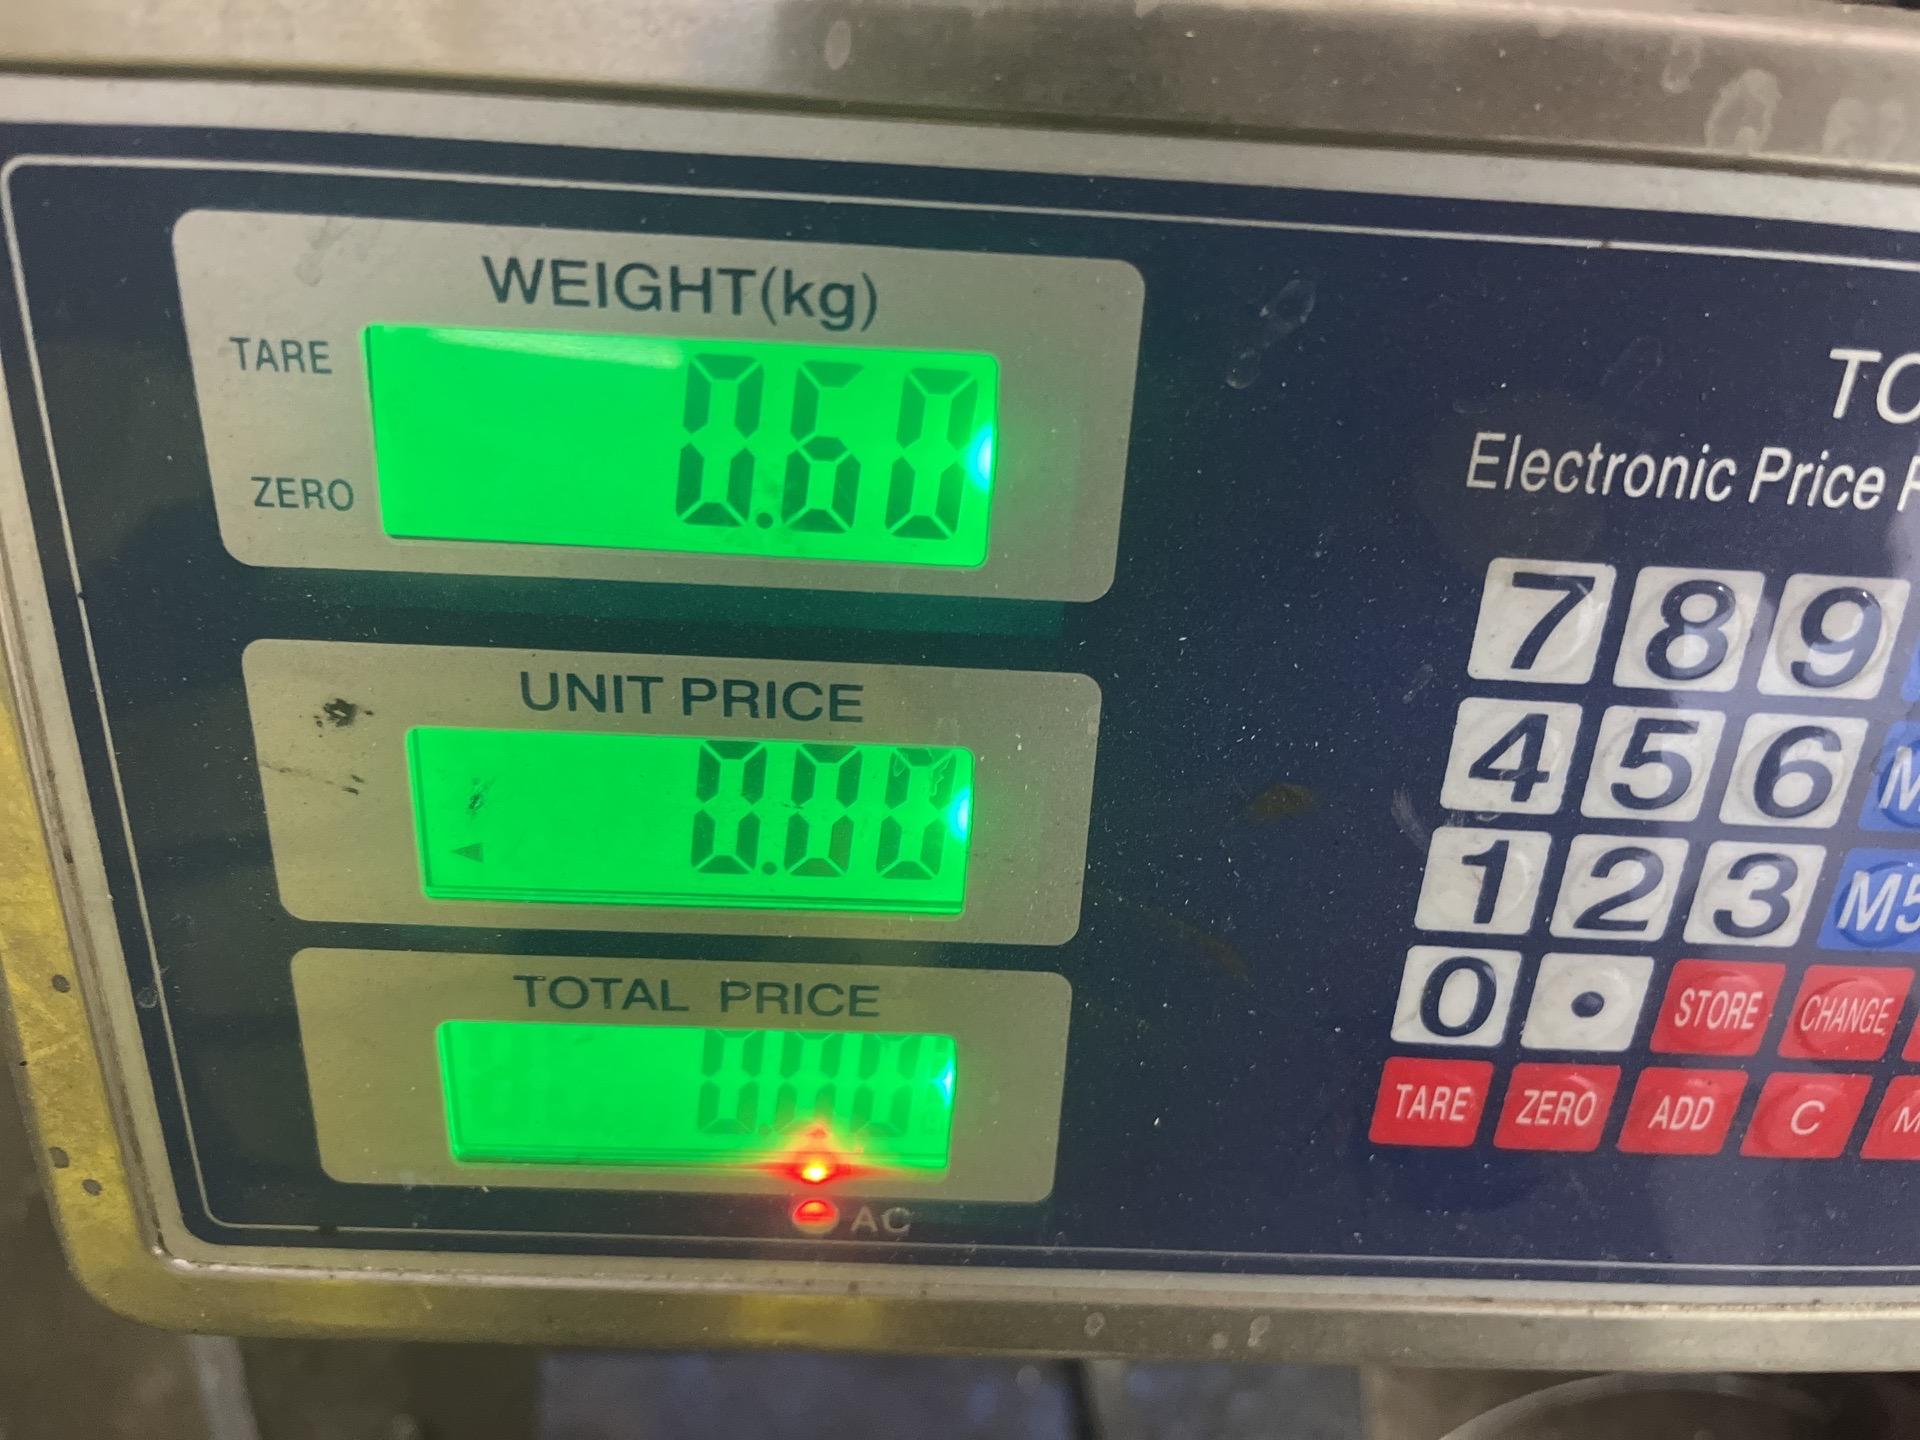 WEIGHT(kg)
TARE
0.60
ZERO
UNIT PRICE
0.00
TOTAL PRICE
0.00
AC
Electronic Price
7 8 9
4 5 6
1 2 3 M5
0 . STORE CHANGE
TARE ZERO ADD C